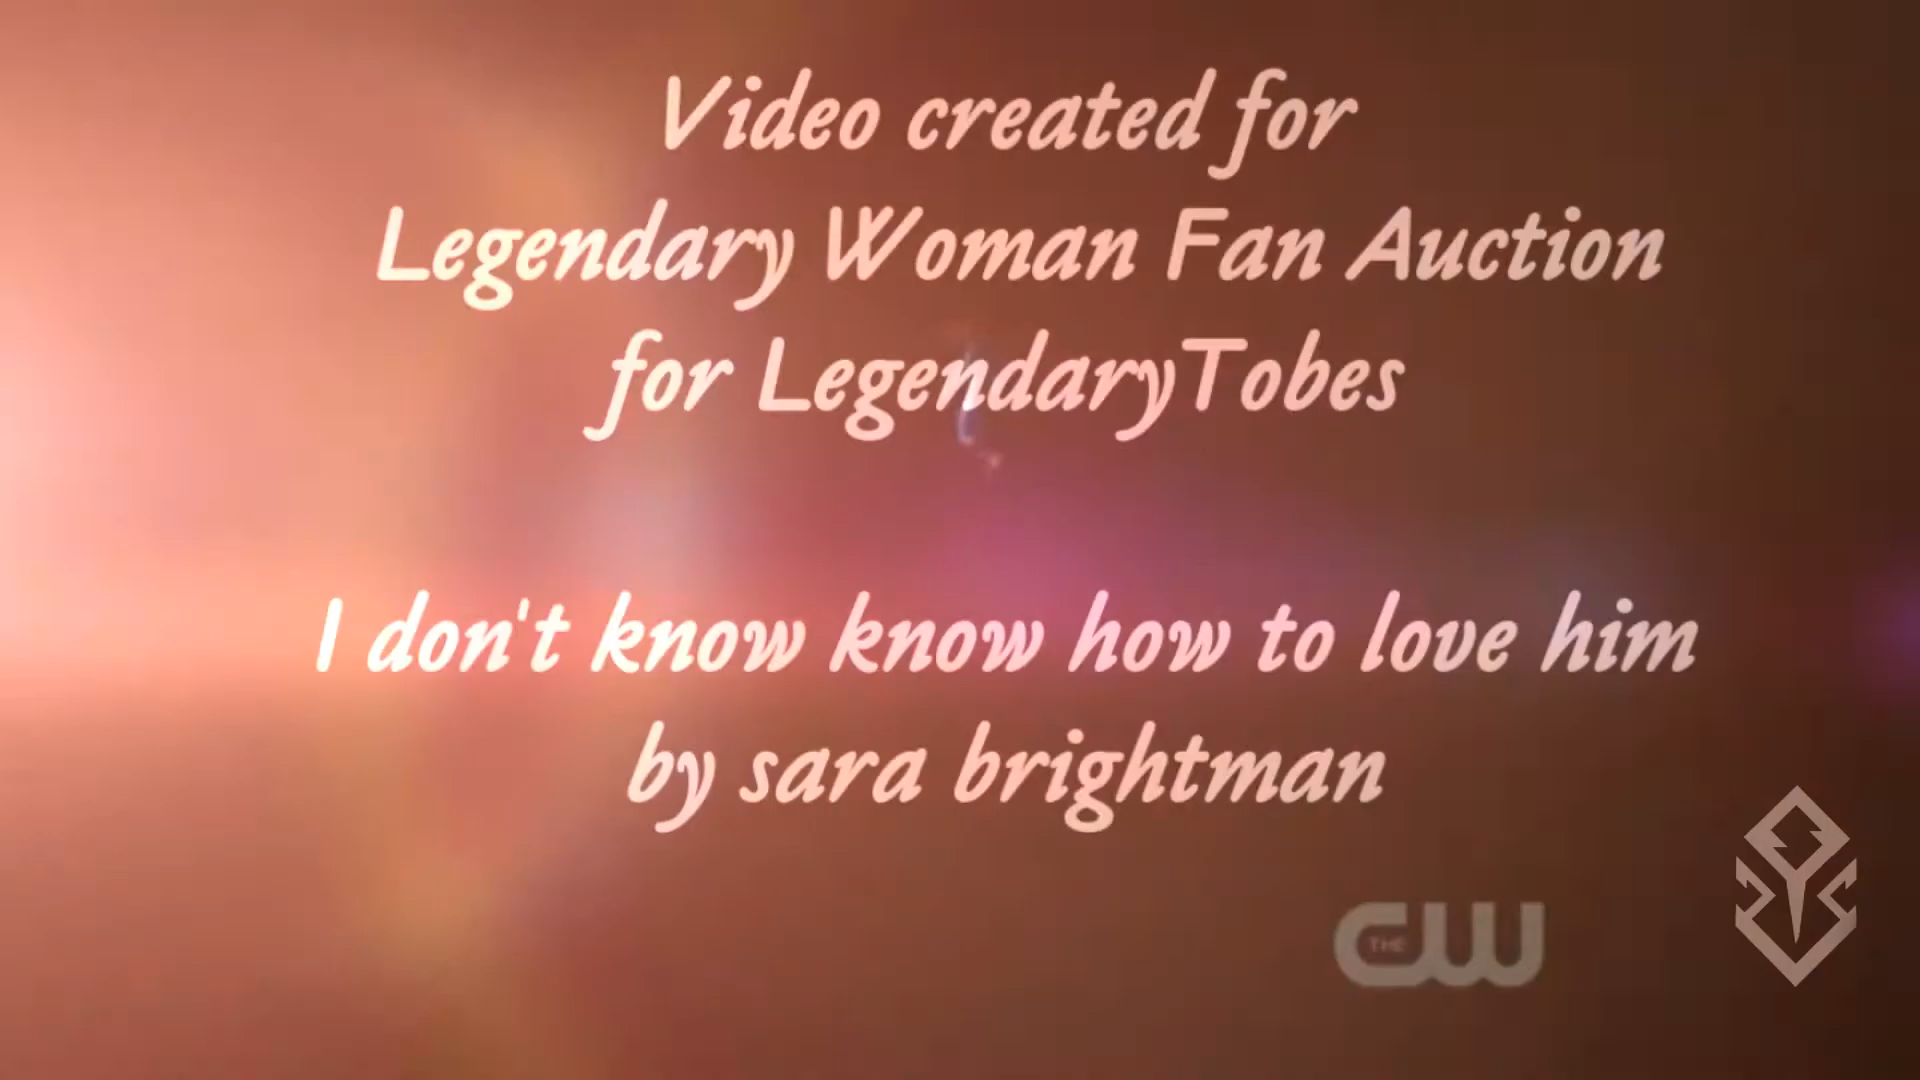 Video created for
Legendary Woman Fan Auction
for LegendaryTobes
I don't know know how to love him
by sara brightman
THE CW